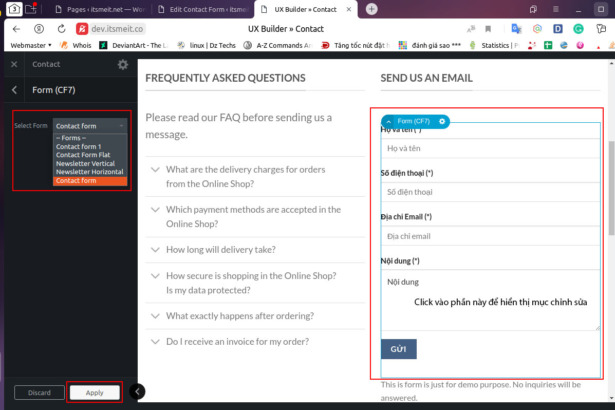 3
Pages ‹ itsmeit.net — Wor
Edit Contact Form ‹ itsmei
UX Builder » Contact
dev.itsmeit.co
UX Builder » Contact
Webmaster
Whois
DeviantArt - The L
linux | Dz Techs
A-Z Commands
Tăng tốc nút đặt
đánh giá sao ***
Statistics
Contact
Form (CF7)
Select Form
Contact form
-- Forms --
Contact form 1
Contact Form Flat
Newsletter Vertical
Newsletter Horizontal
Contact form
Discard
Apply
FREQUENTLY ASKED QUESTIONS
Please read our FAQ before sending us a
message.
What are the delivery charges for orders
from the Online Shop?
Which payment methods are accepted in the
Online Shop?
How long will delivery take?
How secure is shopping in the Online Shop?
Is my data protected?
What exactly happens after ordering?
Do I receive an invoice for my order?
SEND US AN EMAIL
Form (CF7)
Họ và tên (*)
Họ và tên
Số điện thoại (*)
Số điện thoại
Địa chỉ Email (*)
Địa chỉ email
Nội dung (*)
Nội dung
Click vào phần này để hiển thị mục chỉnh sửa
GỬI
This is form is just for demo purpose. No inquiries will be
answered.